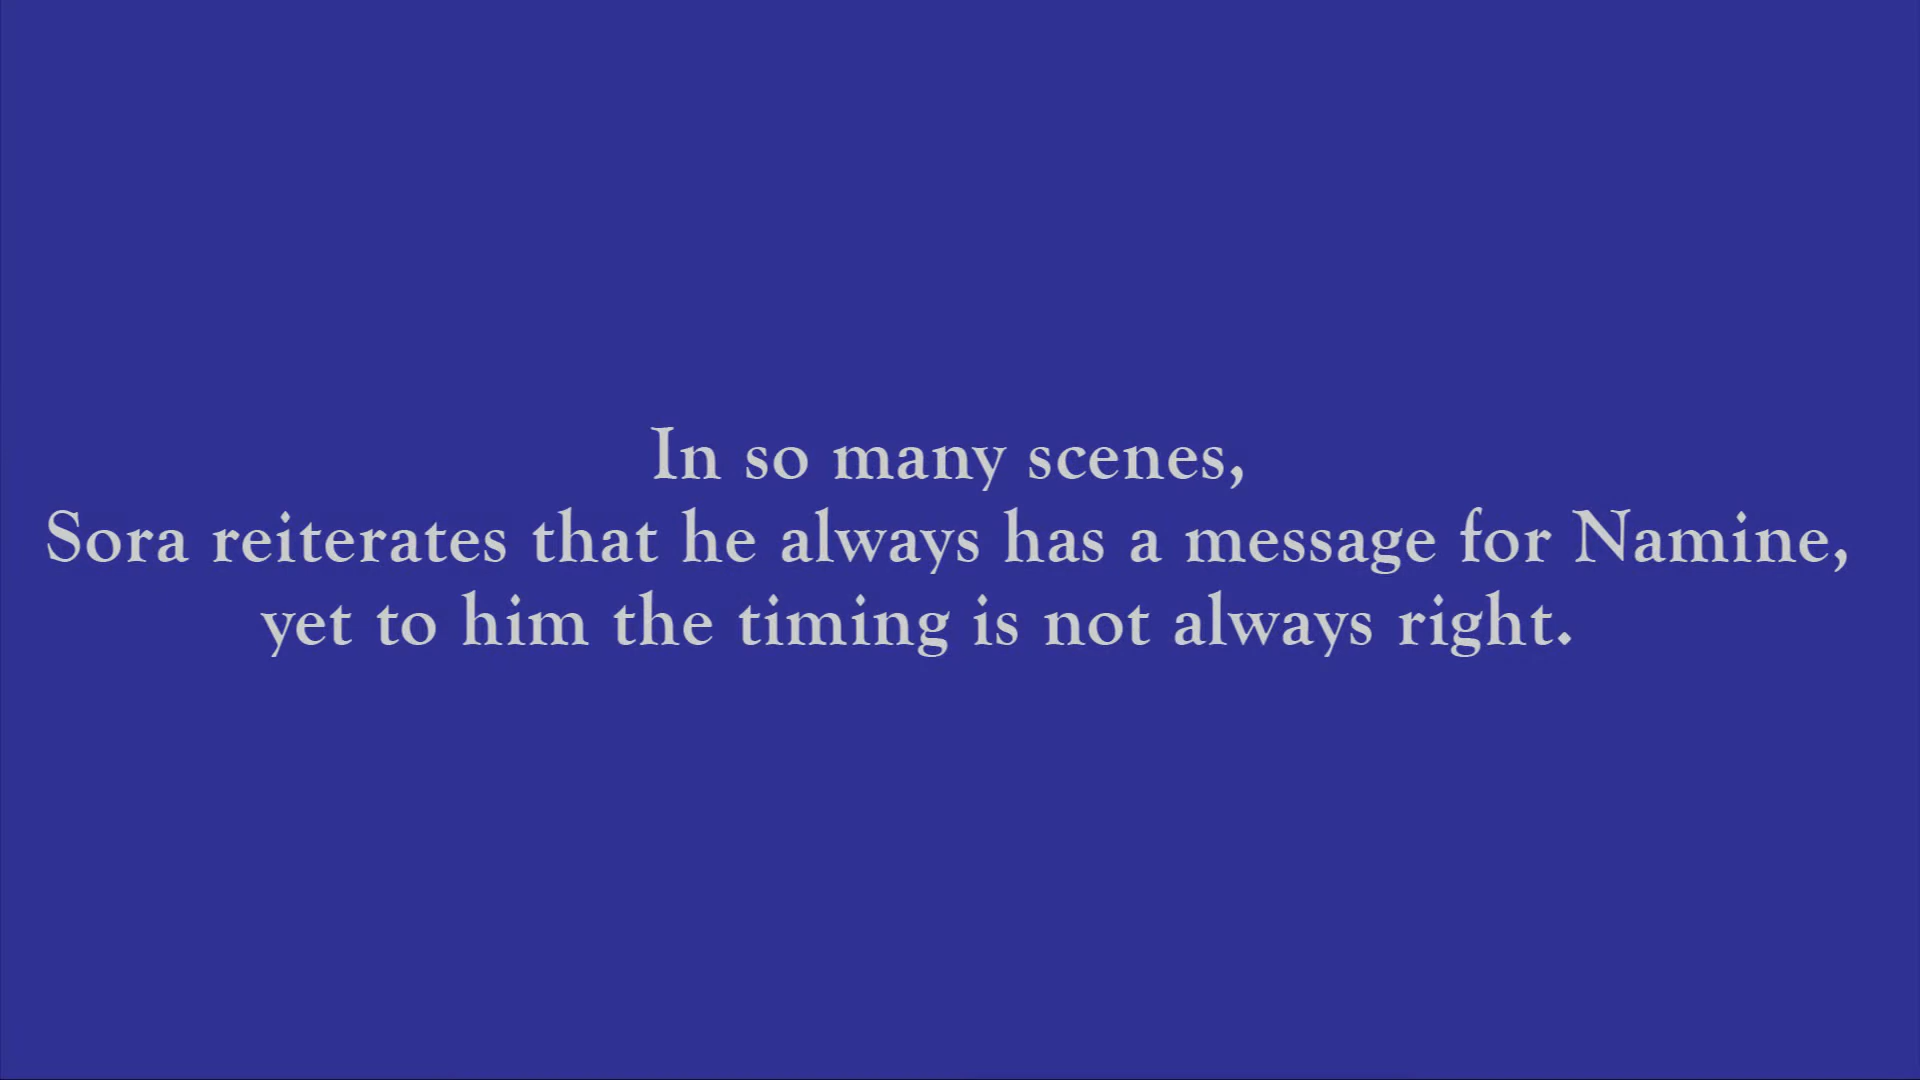 In so many scenes,
Sora reiterates that he always has a message for Namine,
yet to him the timing is not always right.